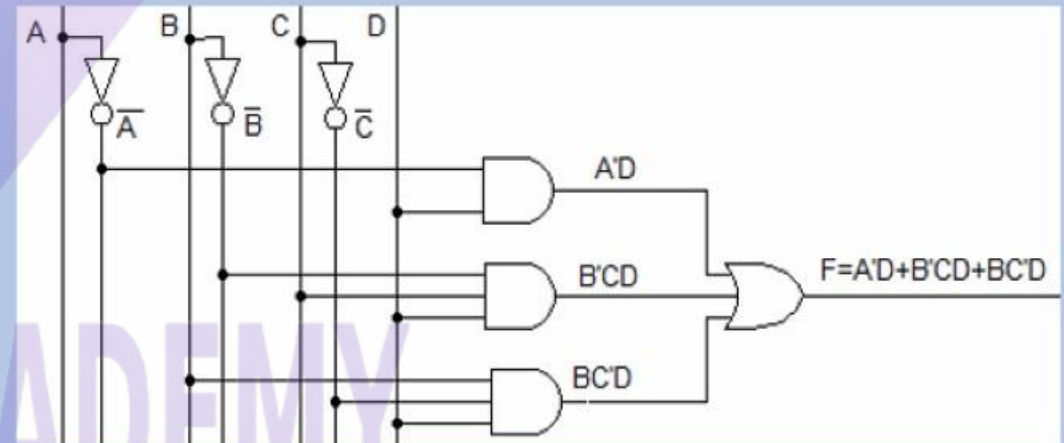 A B C D
A̅ B̅ C̅
A'D
B'CD F=A'D+B'CD+BC'D
BC'D
ADEMY